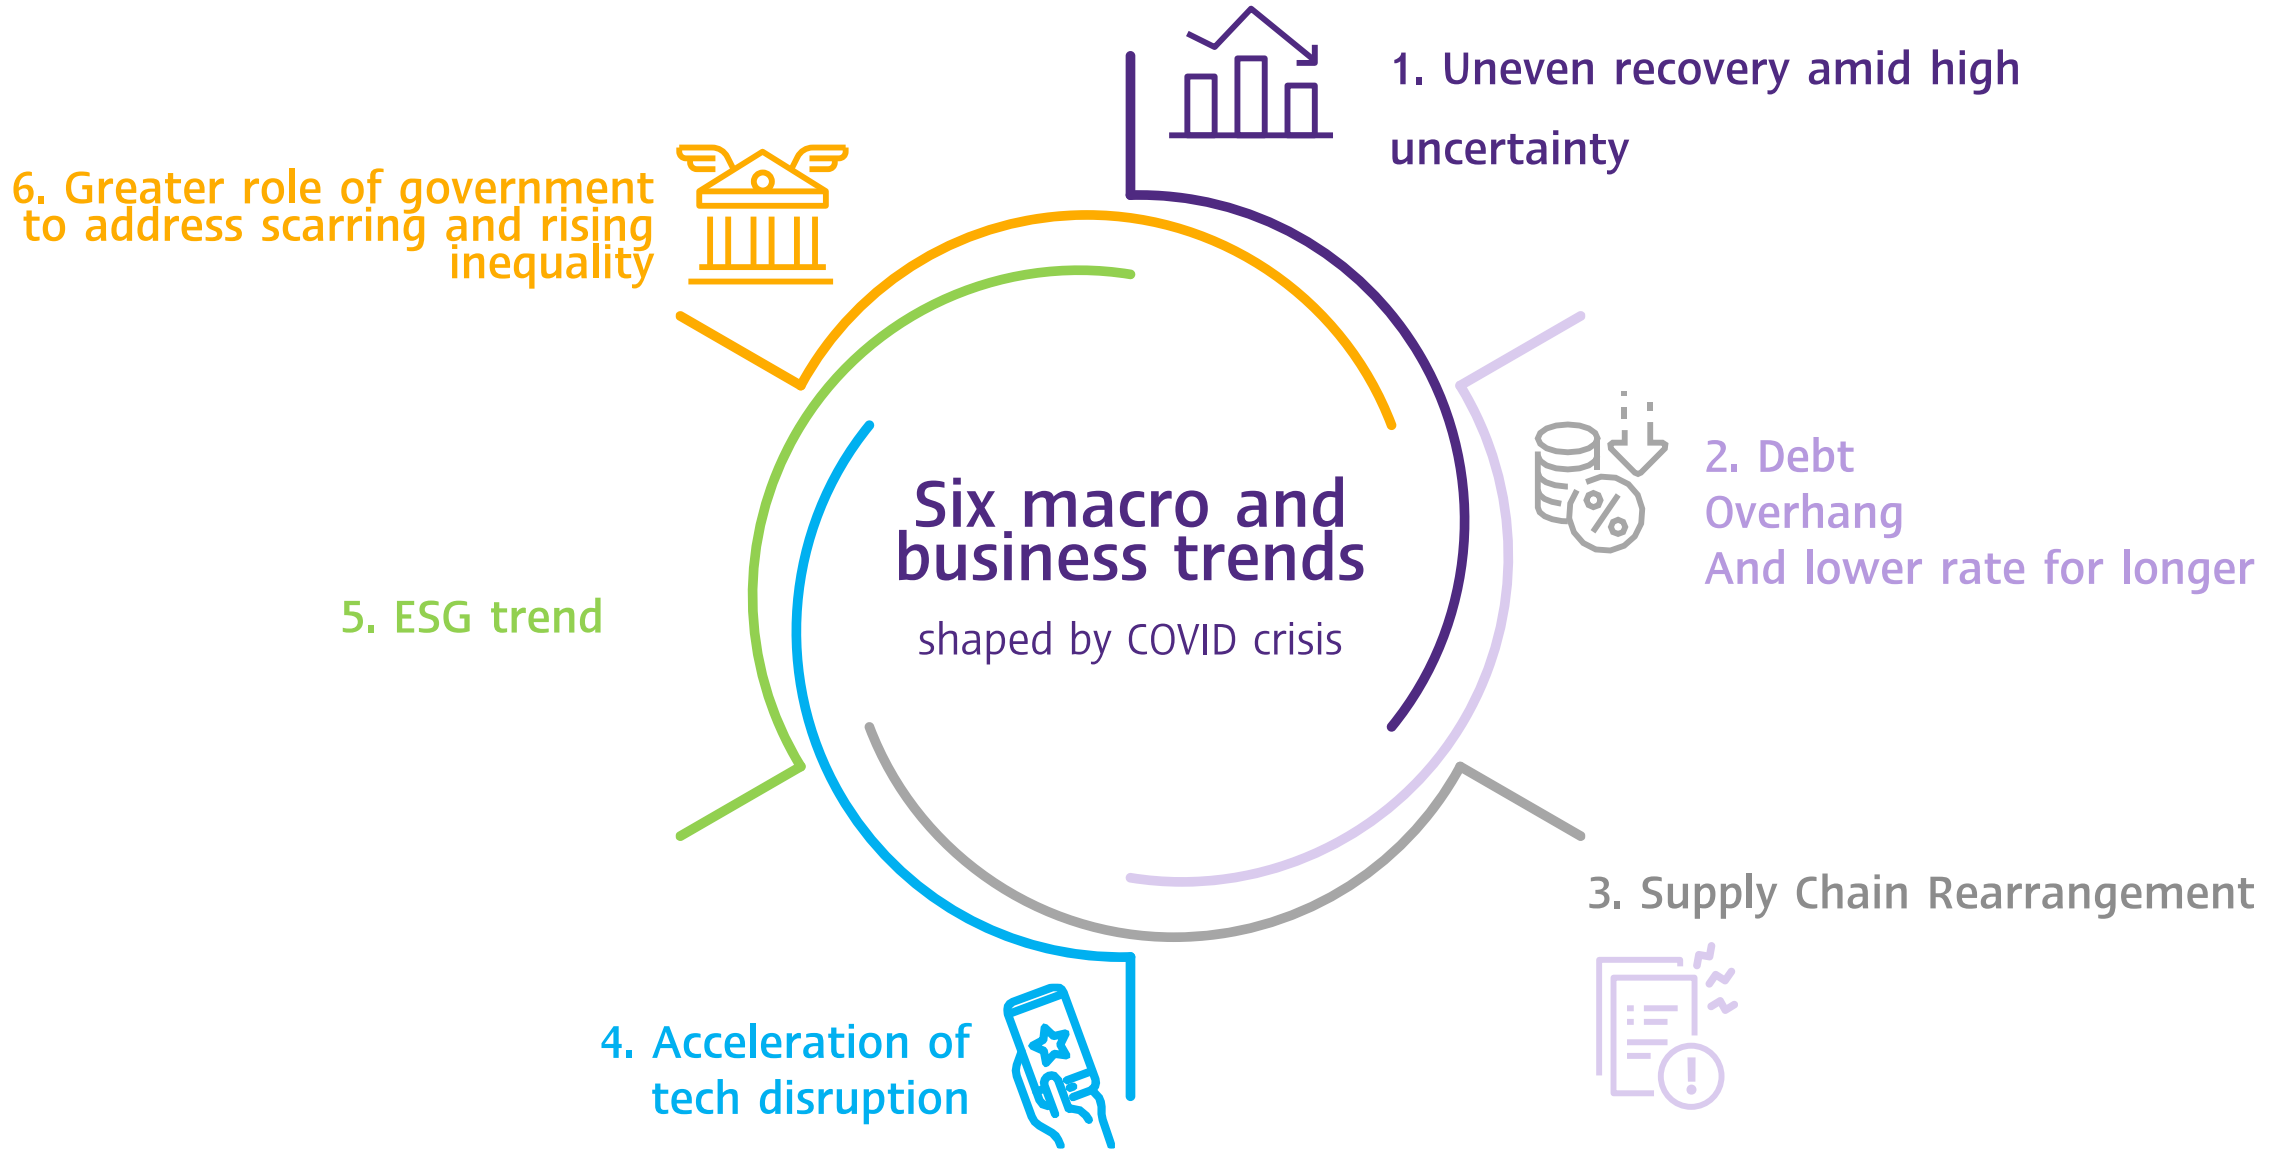 1. Uneven recovery amid high
uncertainty
6. Greater role of government
to address scarring and rising
inequality
Six macro and
business trends
shaped by COVID crisis
2. Debt
Overhang
And lower rate for longer
5. ESG trend
3. Supply Chain Rearrangement
4. Acceleration of
tech disruption